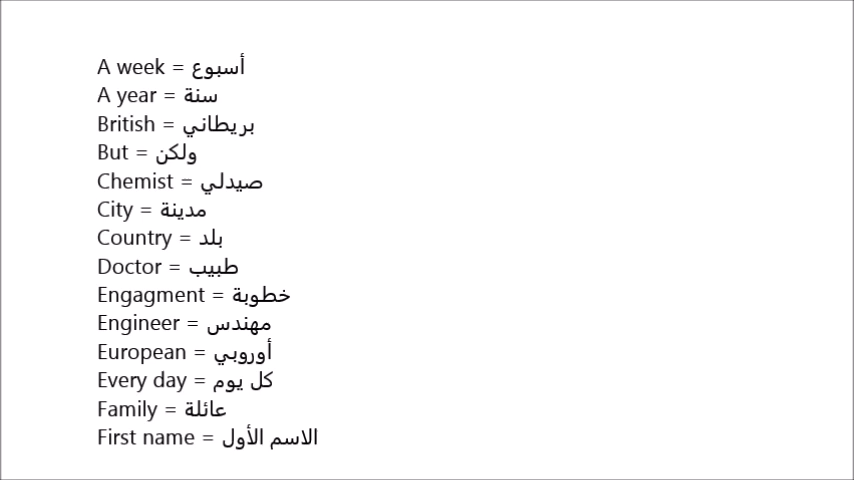 A week = أسبوع
A year = سنة
British = بريطاني
But = ولكن
Chemist = صيدلي
City = مدينة
Country = بلد
Doctor = طبيب
Engagment = خطوبة
Engineer = مهندس
European = أوروبي
Every day = كل يوم
Family = عائلة
First name = الاسم الأول